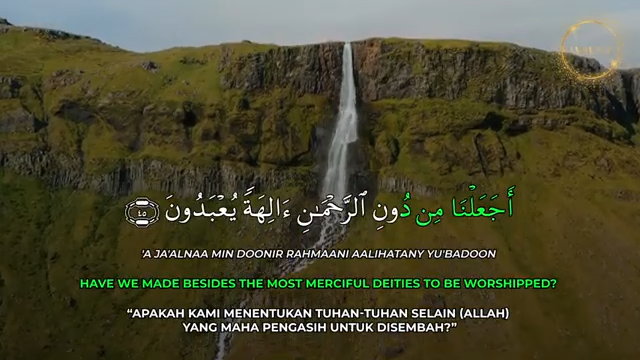 أَجَعَلْنَا مِن دُونِ ٱلرَّحْمَـٰنِ ءَالِهَةً يُعْبَدُونَ ٤٥
'A JA'ALNAA MIN DOONIR RAHMAANI AALIHATANY YU'BADOON
HAVE WE MADE BESIDES THE MOST MERCIFUL DEITIES TO BE WORSHIPPED?
“APAKAH KAMI MENENTUKAN TUHAN-TUHAN SELAIN (ALLAH)
YANG MAHA PENGASIH UNTUK DISEMBAH?”